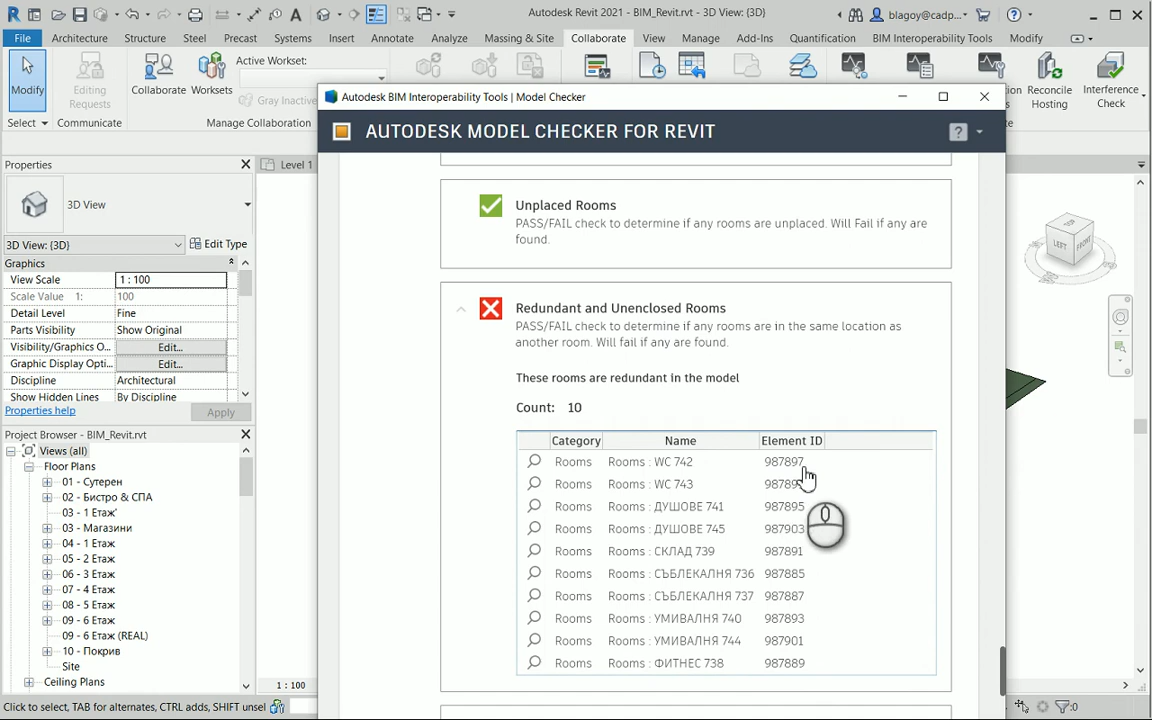 Autodesk Revit 2021 - BIM_Revit.rvt - 3D View: {3D}
blagoy@cadp...
File Architecture Structure Steel Precast Systems Insert Annotate Analyze Massing & Site Collaborate View Manage Add-Ins Quantification BIM Interoperability Tools Modify
Modify
Editing
Requests
Collaborate
Worksets
Active Workset:
Gray Inactive
Reconcile
Hosting
Interference
Check
Select
Communicate
Manage Collaboration
Autodesk BIM Interoperability Tools | Model Checker
AUTODESK MODEL CHECKER FOR REVIT
Properties
Level 1
3D View
3D View: {3D}
Edit Type
Graphics
View Scale 1 : 100
Scale Value 1: 100
Detail Level Fine
Parts Visibility Show Original
Visibility/Graphics O... Edit...
Graphic Display Opti... Edit...
Discipline Architectural
Show Hidden Lines By Discipline
Properties help
Apply
Project Browser - BIM_Revit.rvt
Views (all)
Floor Plans
01 - Сутерен
02 - Бистро & СПА
03 - 1 Етаж'
03 - Магазини
04 - 1 Етаж
05 - 2 Етаж
06 - 3 Етаж
07 - 4 Етаж
08 - 5 Етаж
09 - 6 Етаж
09 - 6 Етаж (REAL)
10 - Покрив
Site
Ceiling Plans
Unplaced Rooms
PASS/FAIL check to determine if any rooms are unplaced. Will Fail if any are
found.
Redundant and Unenclosed Rooms
PASS/FAIL check to determine if any rooms are in the same location as
another room. Will fail if any are found.
These rooms are redundant in the model
Count: 10
Category Name Element ID
Rooms Rooms : WC 742 987897
Rooms Rooms : WC 743
Rooms Rooms : ДУШОВЕ 741 987895
Rooms Rooms : ДУШОВЕ 745 987903
Rooms Rooms : СКЛАД 739 987891
Rooms Rooms : СЪБЛЕКАЛНЯ 736 987885
Rooms Rooms : СЪБЛЕКАЛНЯ 737 987887
Rooms Rooms : УМИВАЛНЯ 740 987893
Rooms Rooms : УМИВАЛНЯ 744 987901
Rooms Rooms : ФИТНЕС 738 987889
LEFT FRONT
1 : 100
Click to select, TAB for alternates, CTRL adds, SHIFT unsel
:0